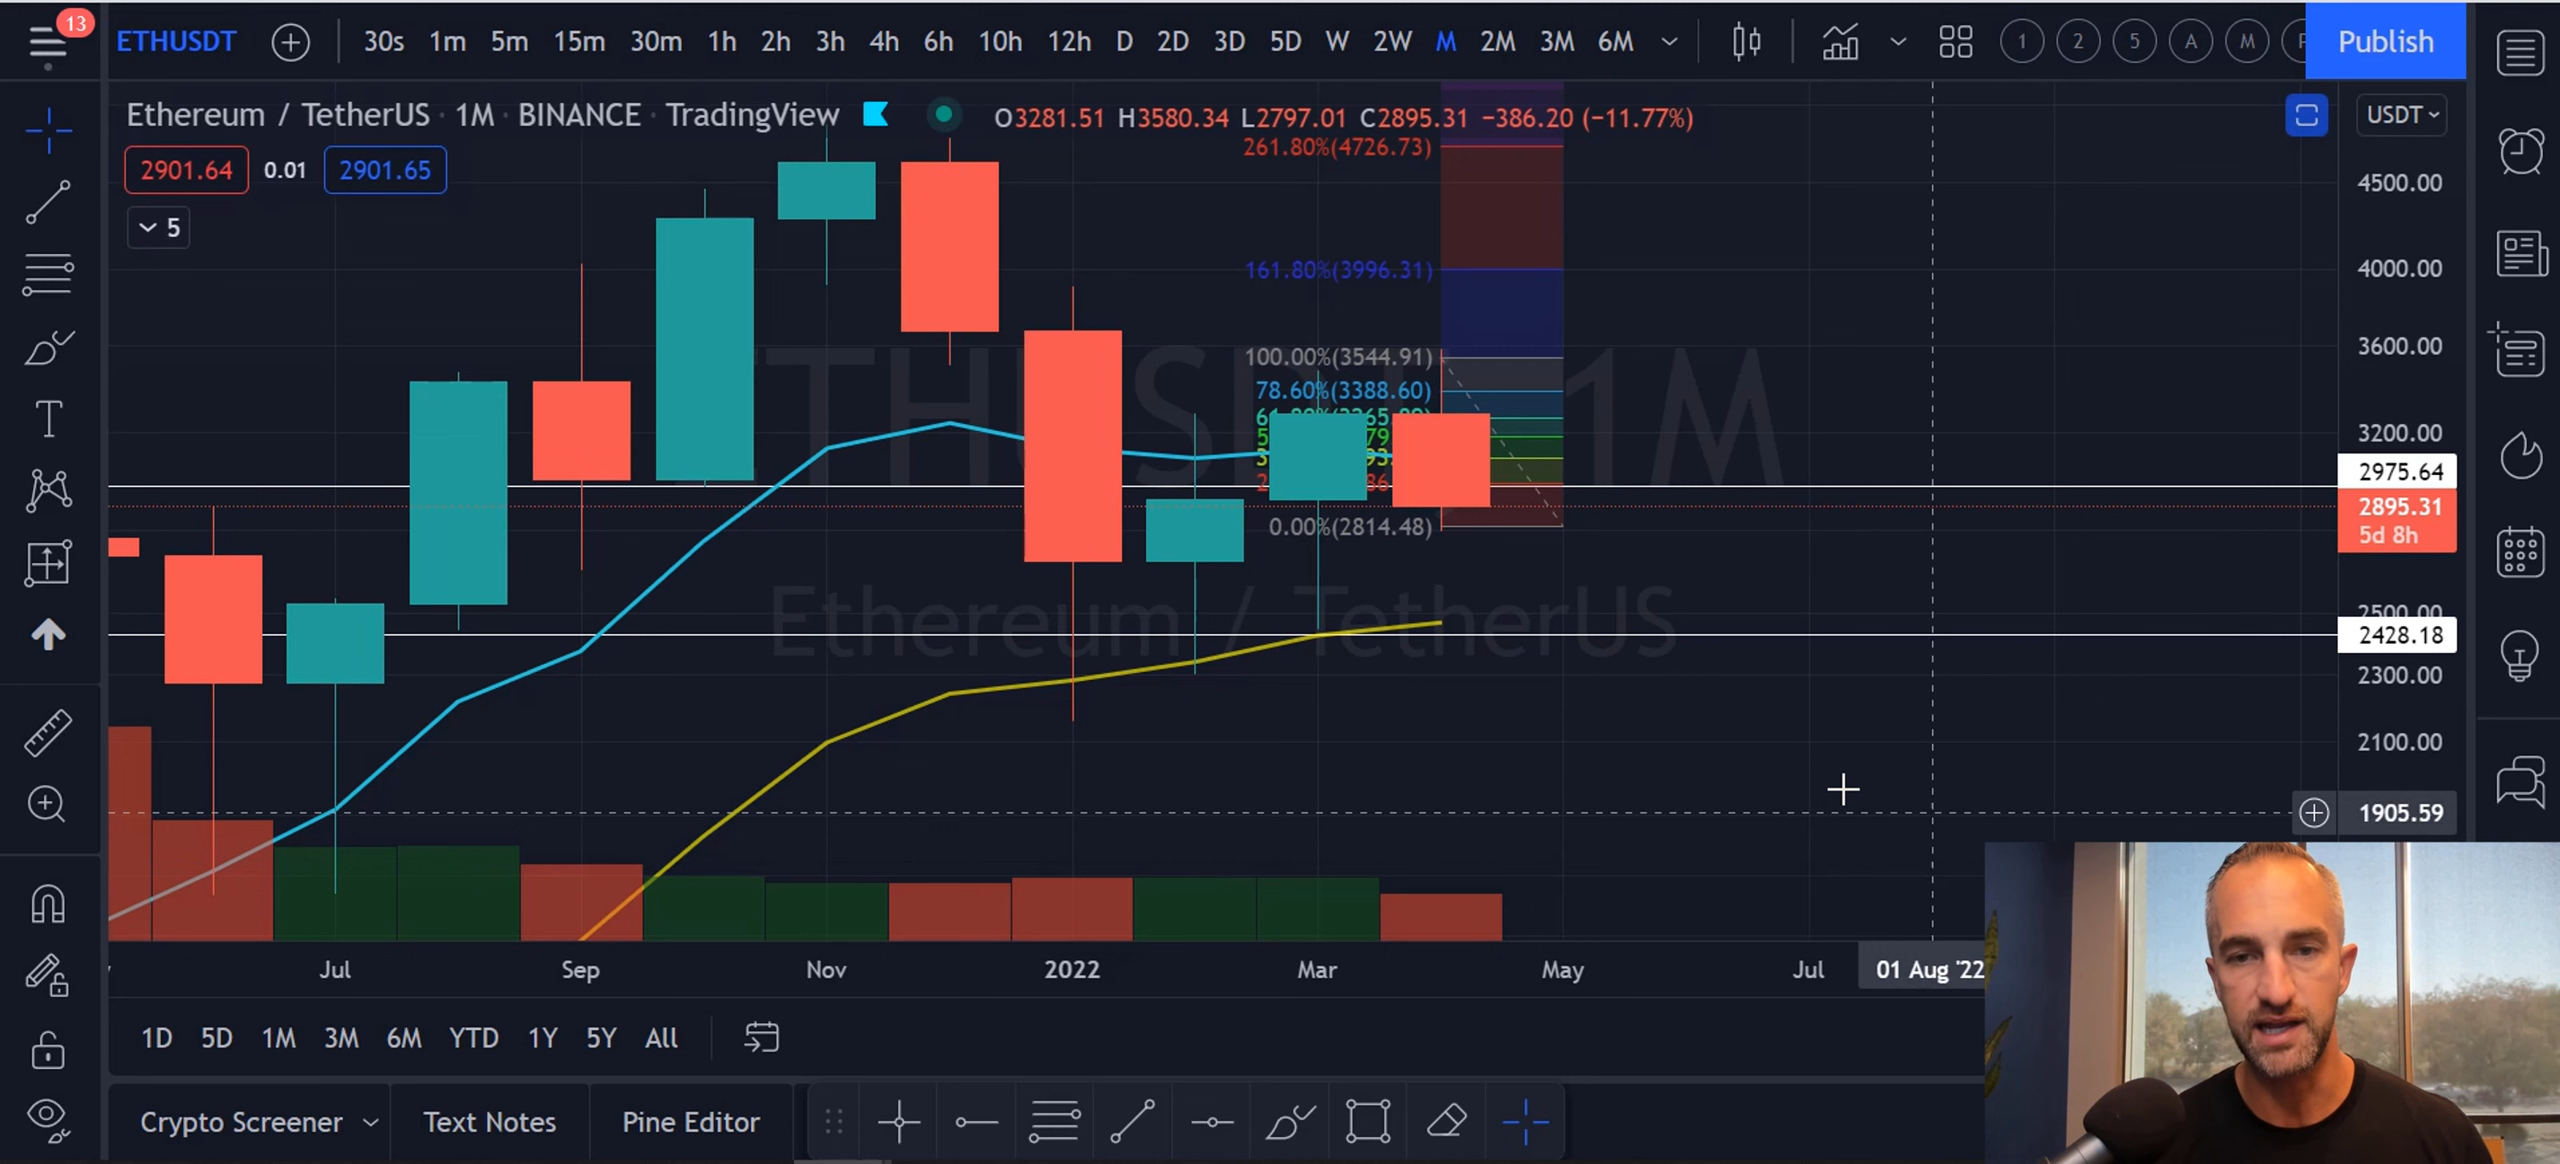 13
ETHUSDT 30s 1m 5m 15m 30m 1h 2h 3h 4h 6h 10h 12h D 2D 3D 5D W 2W M 2M 3M 6M 1 2 5 A M Publish
Ethereum / TetherUS · 1M · BINANCE · TradingView O3281.51 H3580.34 L2797.01 C2895.31 −386.20 (−11.77%) USDT
2901.64 0.01 2901.65
5
261.80%(4726.73)
161.80%(3996.31)
100.00%(3544.91)
78.60%(3388.60)
0.00%(2814.48)
ETHUSDT 1M
Ethereum / TetherUS
4500.00
4000.00
3600.00
3200.00
2975.64
2895.31
5d 8h
2500.00
2428.18
2300.00
2100.00
1905.59
Jul Sep Nov 2022 Mar May Jul 01 Aug '22
1D 5D 1M 3M 6M YTD 1Y 5Y All
Crypto Screener Text Notes Pine Editor